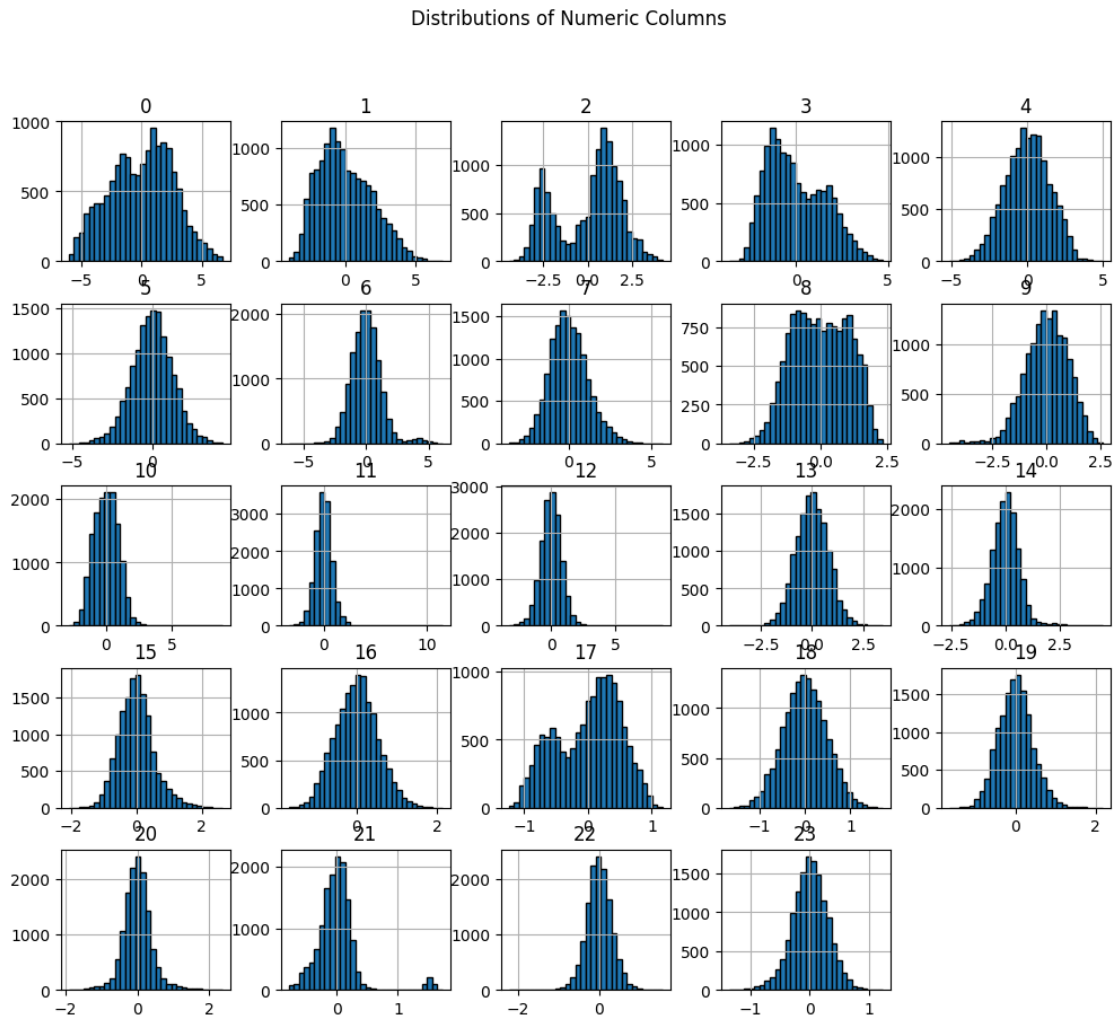 Distributions of Numeric Columns
0 1 2 3 4
1000 500 0 1000 500 0 1000 500 0 1000 500 0 1000 500 0
−5 0 5 0 5 −2.5 0.0 2.5 0 5 −5 0 5
5 6 7 8 9
1500 1000 500 0 2000 1000 0 1500 1000 500 0 750 500 250 0 1000 500 0
−5 0 −5 0 5 0 5 −2.5 0.0 2.5 −2.5 0.0 2.5
10 11 12 13 14
2000 1000 0 3000 2000 1000 0 3000 2000 1000 0 1500 1000 500 0 2000 1000 0
0 5 0 5 10 0 5 −2.5 0.0 2.5 −2.5 0.0 2.5
15 16 17 18 19
1500 1000 500 0 1000 500 0 1000 500 0 1000 500 0 1500 1000 500 0
−2 0 2 0 2 −1 0 1 −1 0 1 0 2
20 21 22 23
2000 1000 0 2000 1000 0 2000 1000 0 1500 1000 500 0
−2 0 2 0 1 −2 0 −1 0 1